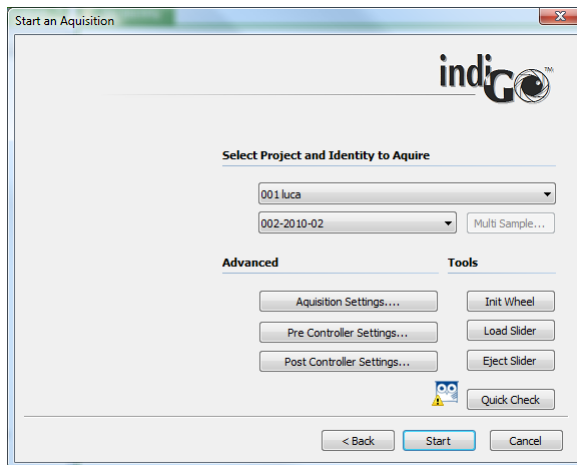 Start an Aquisition
indiGo™
Select Project and Identity to Aquire
001 luca
002-2010-02
Multi Sample...
Advanced
Tools
Aquisition Settings....
Init Wheel
Pre Controller Settings...
Load Slider
Post Controller Settings...
Eject Slider
Quick Check
< Back
Start
Cancel